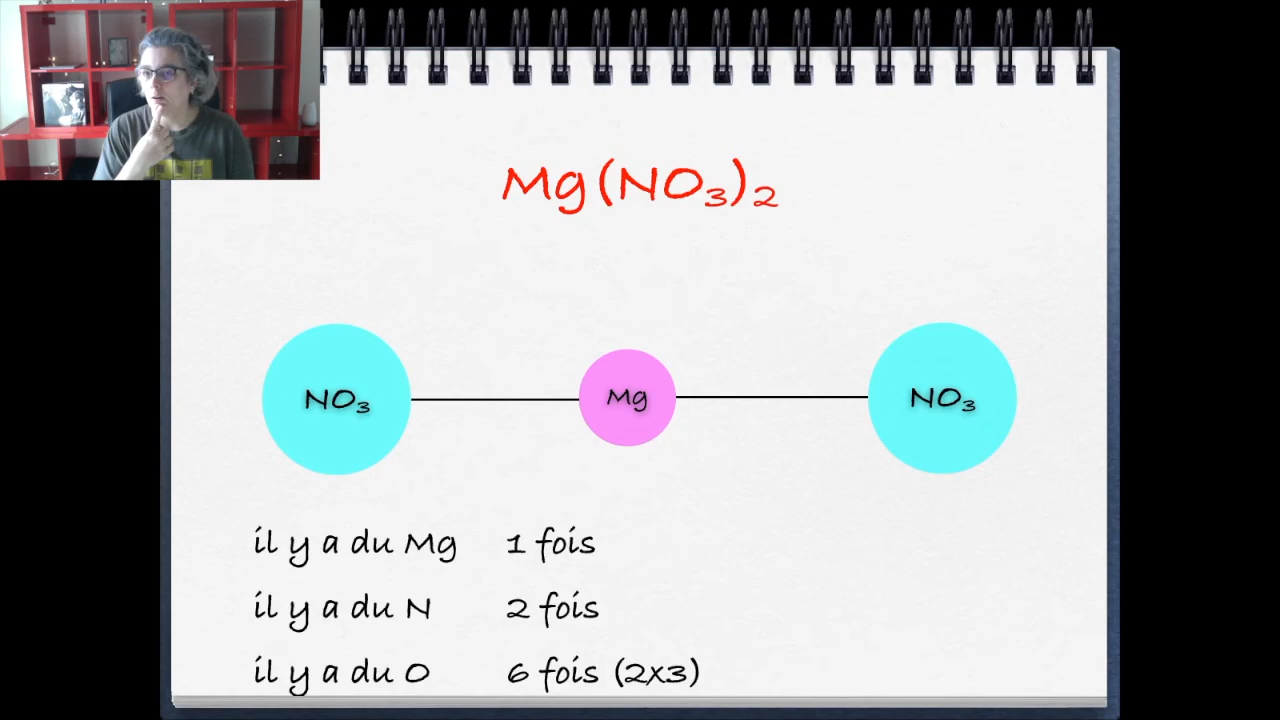 Mg(NO₃)₂
NO₃ Mg NO₃
il y a du Mg 1 fois
il y a du N 2 fois
il y a du O 6 fois (2x3)